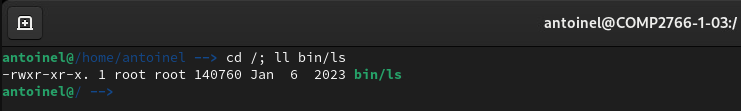 antoinel@COMP2766-1-03:/
antoinel@/home/antoinel --> cd /; ll bin/ls
-rwxr-xr-x. 1 root root 140760 Jan  6  2023 bin/ls
antoinel@/ -->